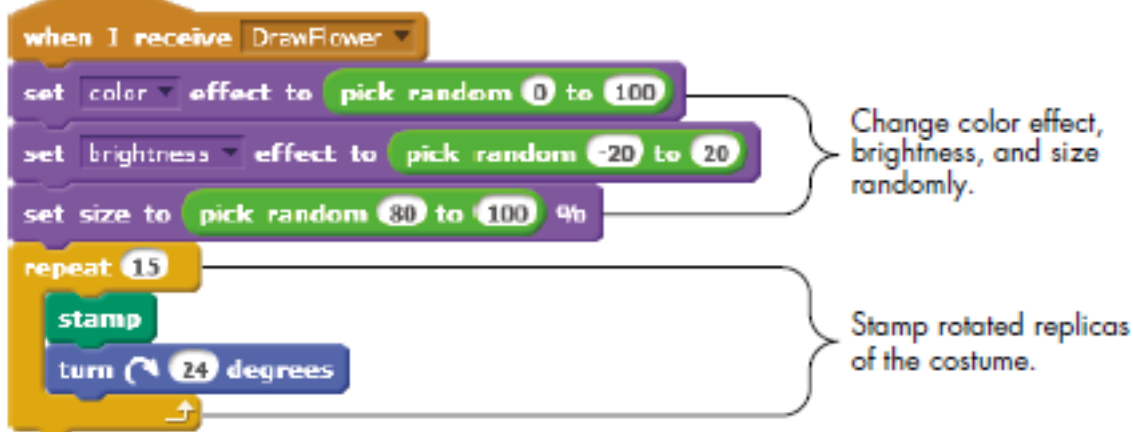 when I receive DrawFlower
set color effect to pick random 0 to 100
set brightness effect to pick random -20 to 20
set size to pick random 80 to 100 %
Change color effect,
brightness, and size
randomly.
repeat 15
stamp
turn 24 degrees
Stamp rotated replicas
of the costume.